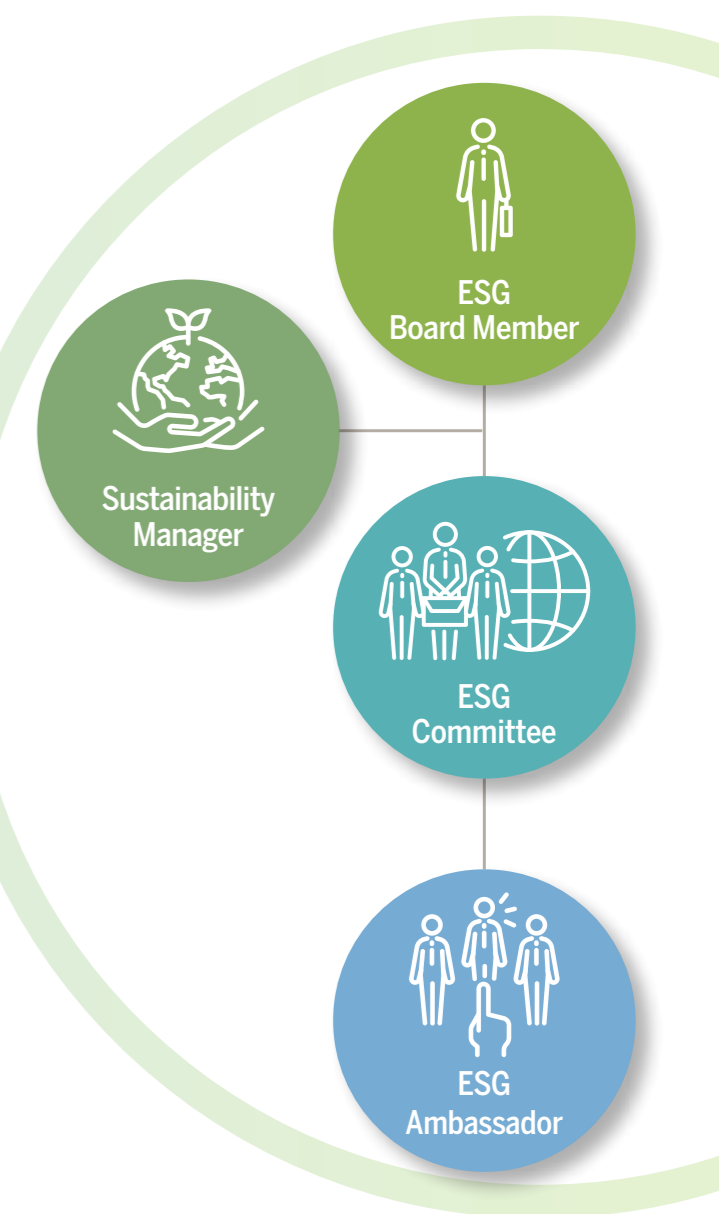 ESG
Board Member
Sustainability
Manager
ESG
Committee
ESG
Ambassador